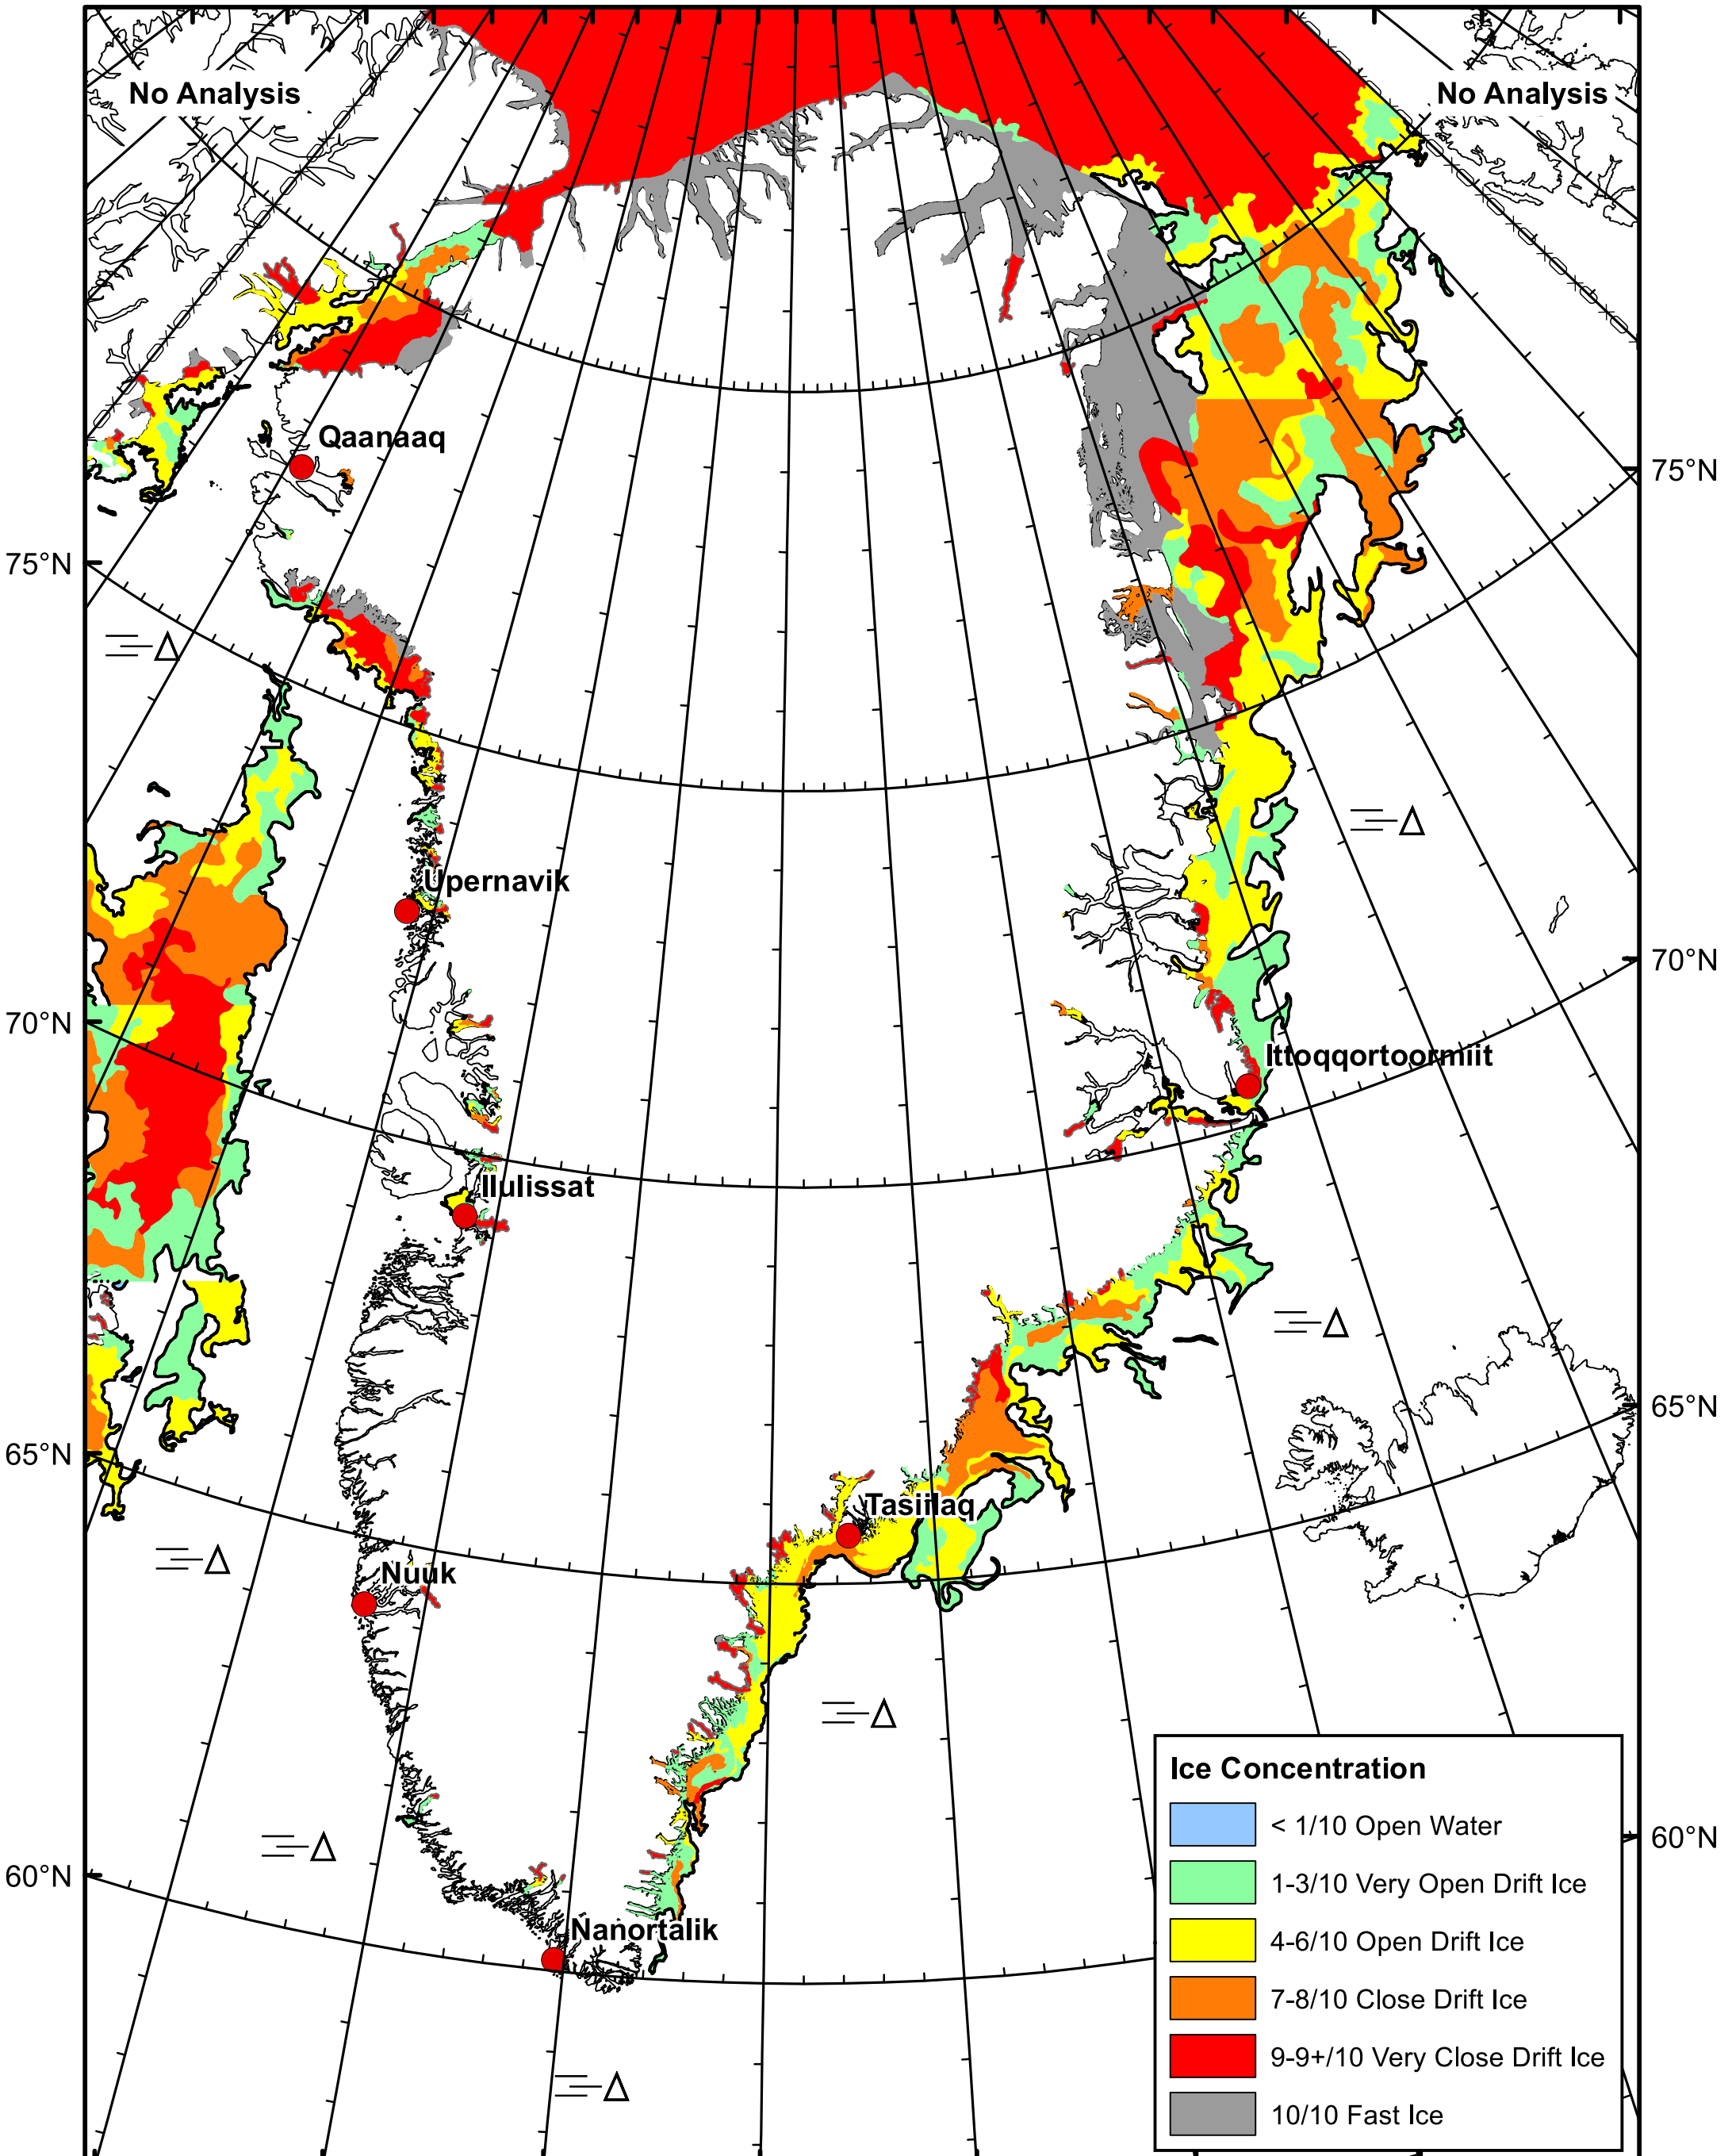 No Analysis
No Analysis
Qaanaaq
75°N
75°N
Upernavik
70°N
70°N
Ittoqqortoormiit
Ilulissat
65°N
65°N
Tasiilaq
Nuuk
60°N
60°N
Nanortalik
Ice Concentration
< 1/10 Open Water
1-3/10 Very Open Drift Ice
4-6/10 Open Drift Ice
7-8/10 Close Drift Ice
9-9+/10 Very Close Drift Ice
10/10 Fast Ice